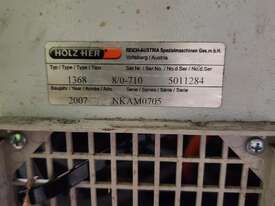 HOLZ-HER
REICH-AUSTRIA Spezialmaschinen Ges.m.b.H.
Voitsberg / Austria
Typ / Type / Type / Tipo
Ser Nr. / Ser No. / No.d Ser / No.d.Ser
1368 8/0-710 5011284
Baujahr / Year / Année / Año
Serie / Series / Série / Serie
2007 NKAM0705